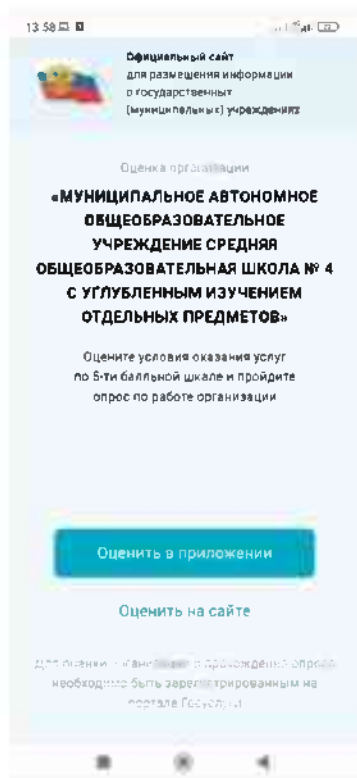 13 58
Официальный сайт
для размещения информации
о государственных
(муниципальных) учреждениях
Оценка организации
«МУНИЦИПАЛЬНОЕ АВТОНОМНОЕ
ОБЩЕОБРАЗОВАТЕЛЬНОЕ
УЧРЕЖДЕНИЕ СРЕДНЯЯ
ОБЩЕОБРАЗОВАТЕЛЬНАЯ ШКОЛА № 4
С УГЛУБЛЕННЫМ ИЗУЧЕНИЕМ
ОТДЕЛЬНЫХ ПРЕДМЕТОВ»
Оцените условия оказания услуг
по 5-ти балльной шкале и пройдите
опрос по работе организации
Оценить в приложении
Оценить на сайте
Для оценки и прохождения опроса
необходимо быть зарегистрированным на
портале Госуслуги